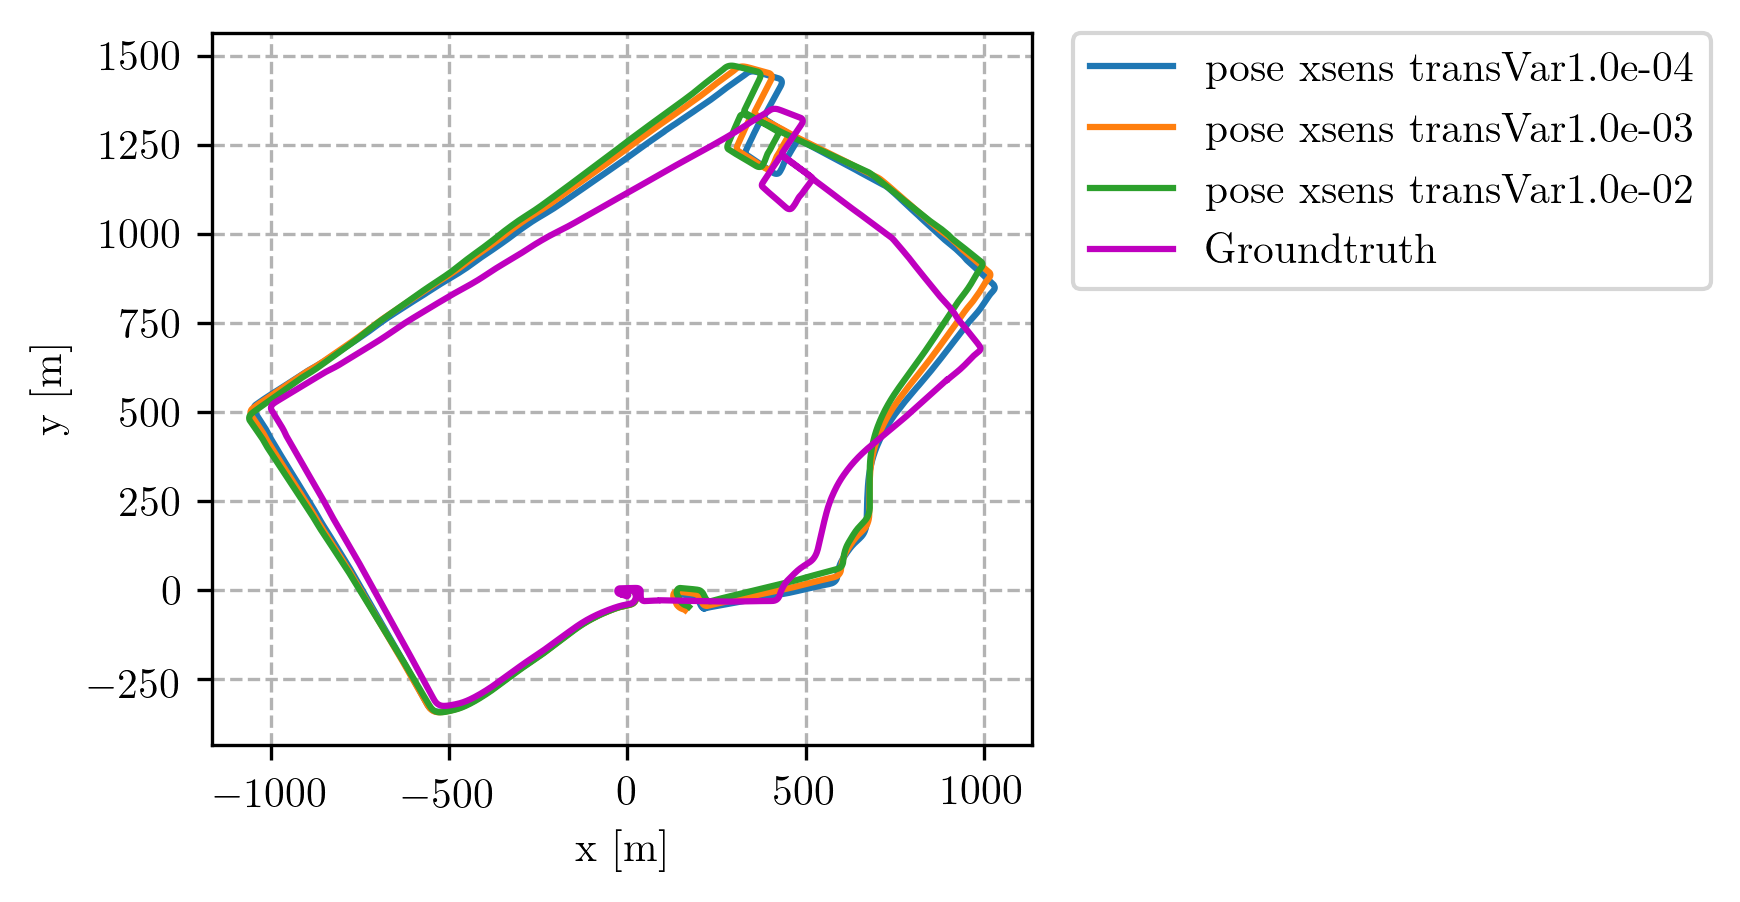 1500
1250
1000
750
500
250
0
−250
y [m]
−1000
−500
0
500
1000
x [m]
pose xsens transVar1.0e-04
pose xsens transVar1.0e-03
pose xsens transVar1.0e-02
Groundtruth